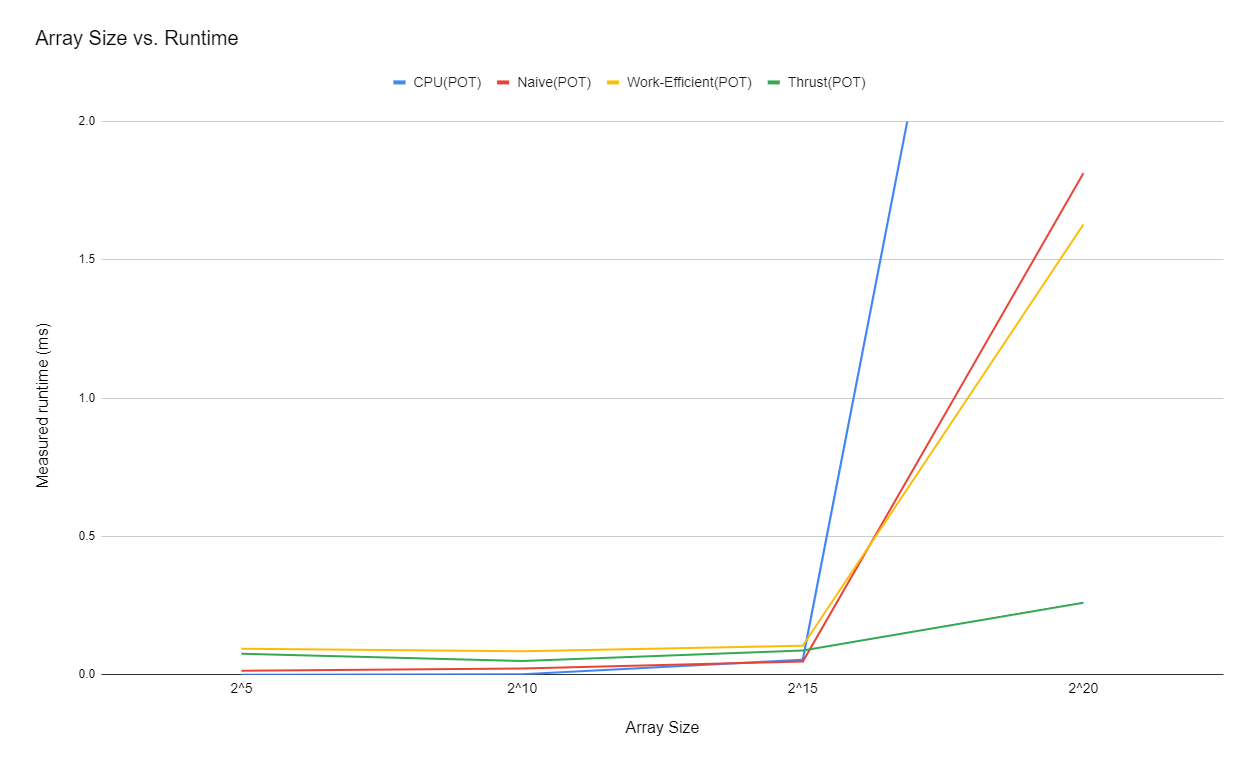 Array Size vs. Runtime
CPU(POT) Naive(POT) Work-Efficient(POT) Thrust(POT)
2.0
1.5
1.0
0.5
0.0
Measured runtime (ms)
2^5 2^10 2^15 2^20
Array Size